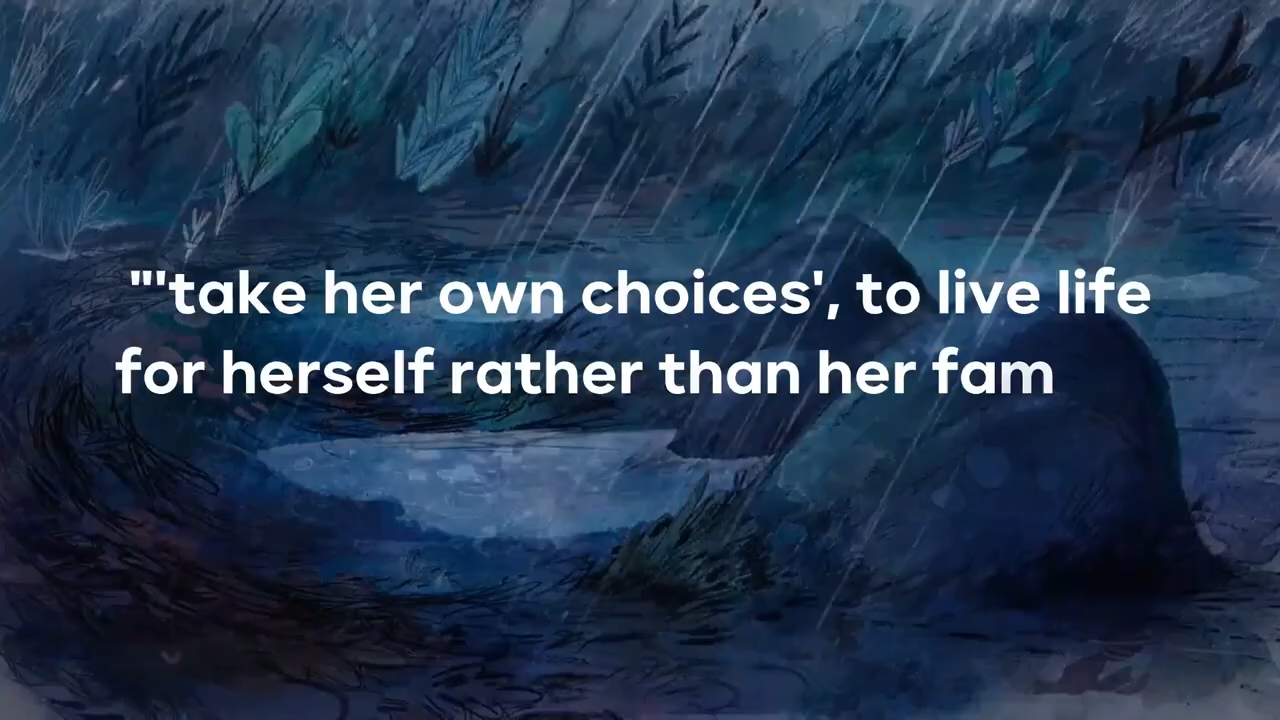 "'take her own choices', to live life
for herself rather than her fam